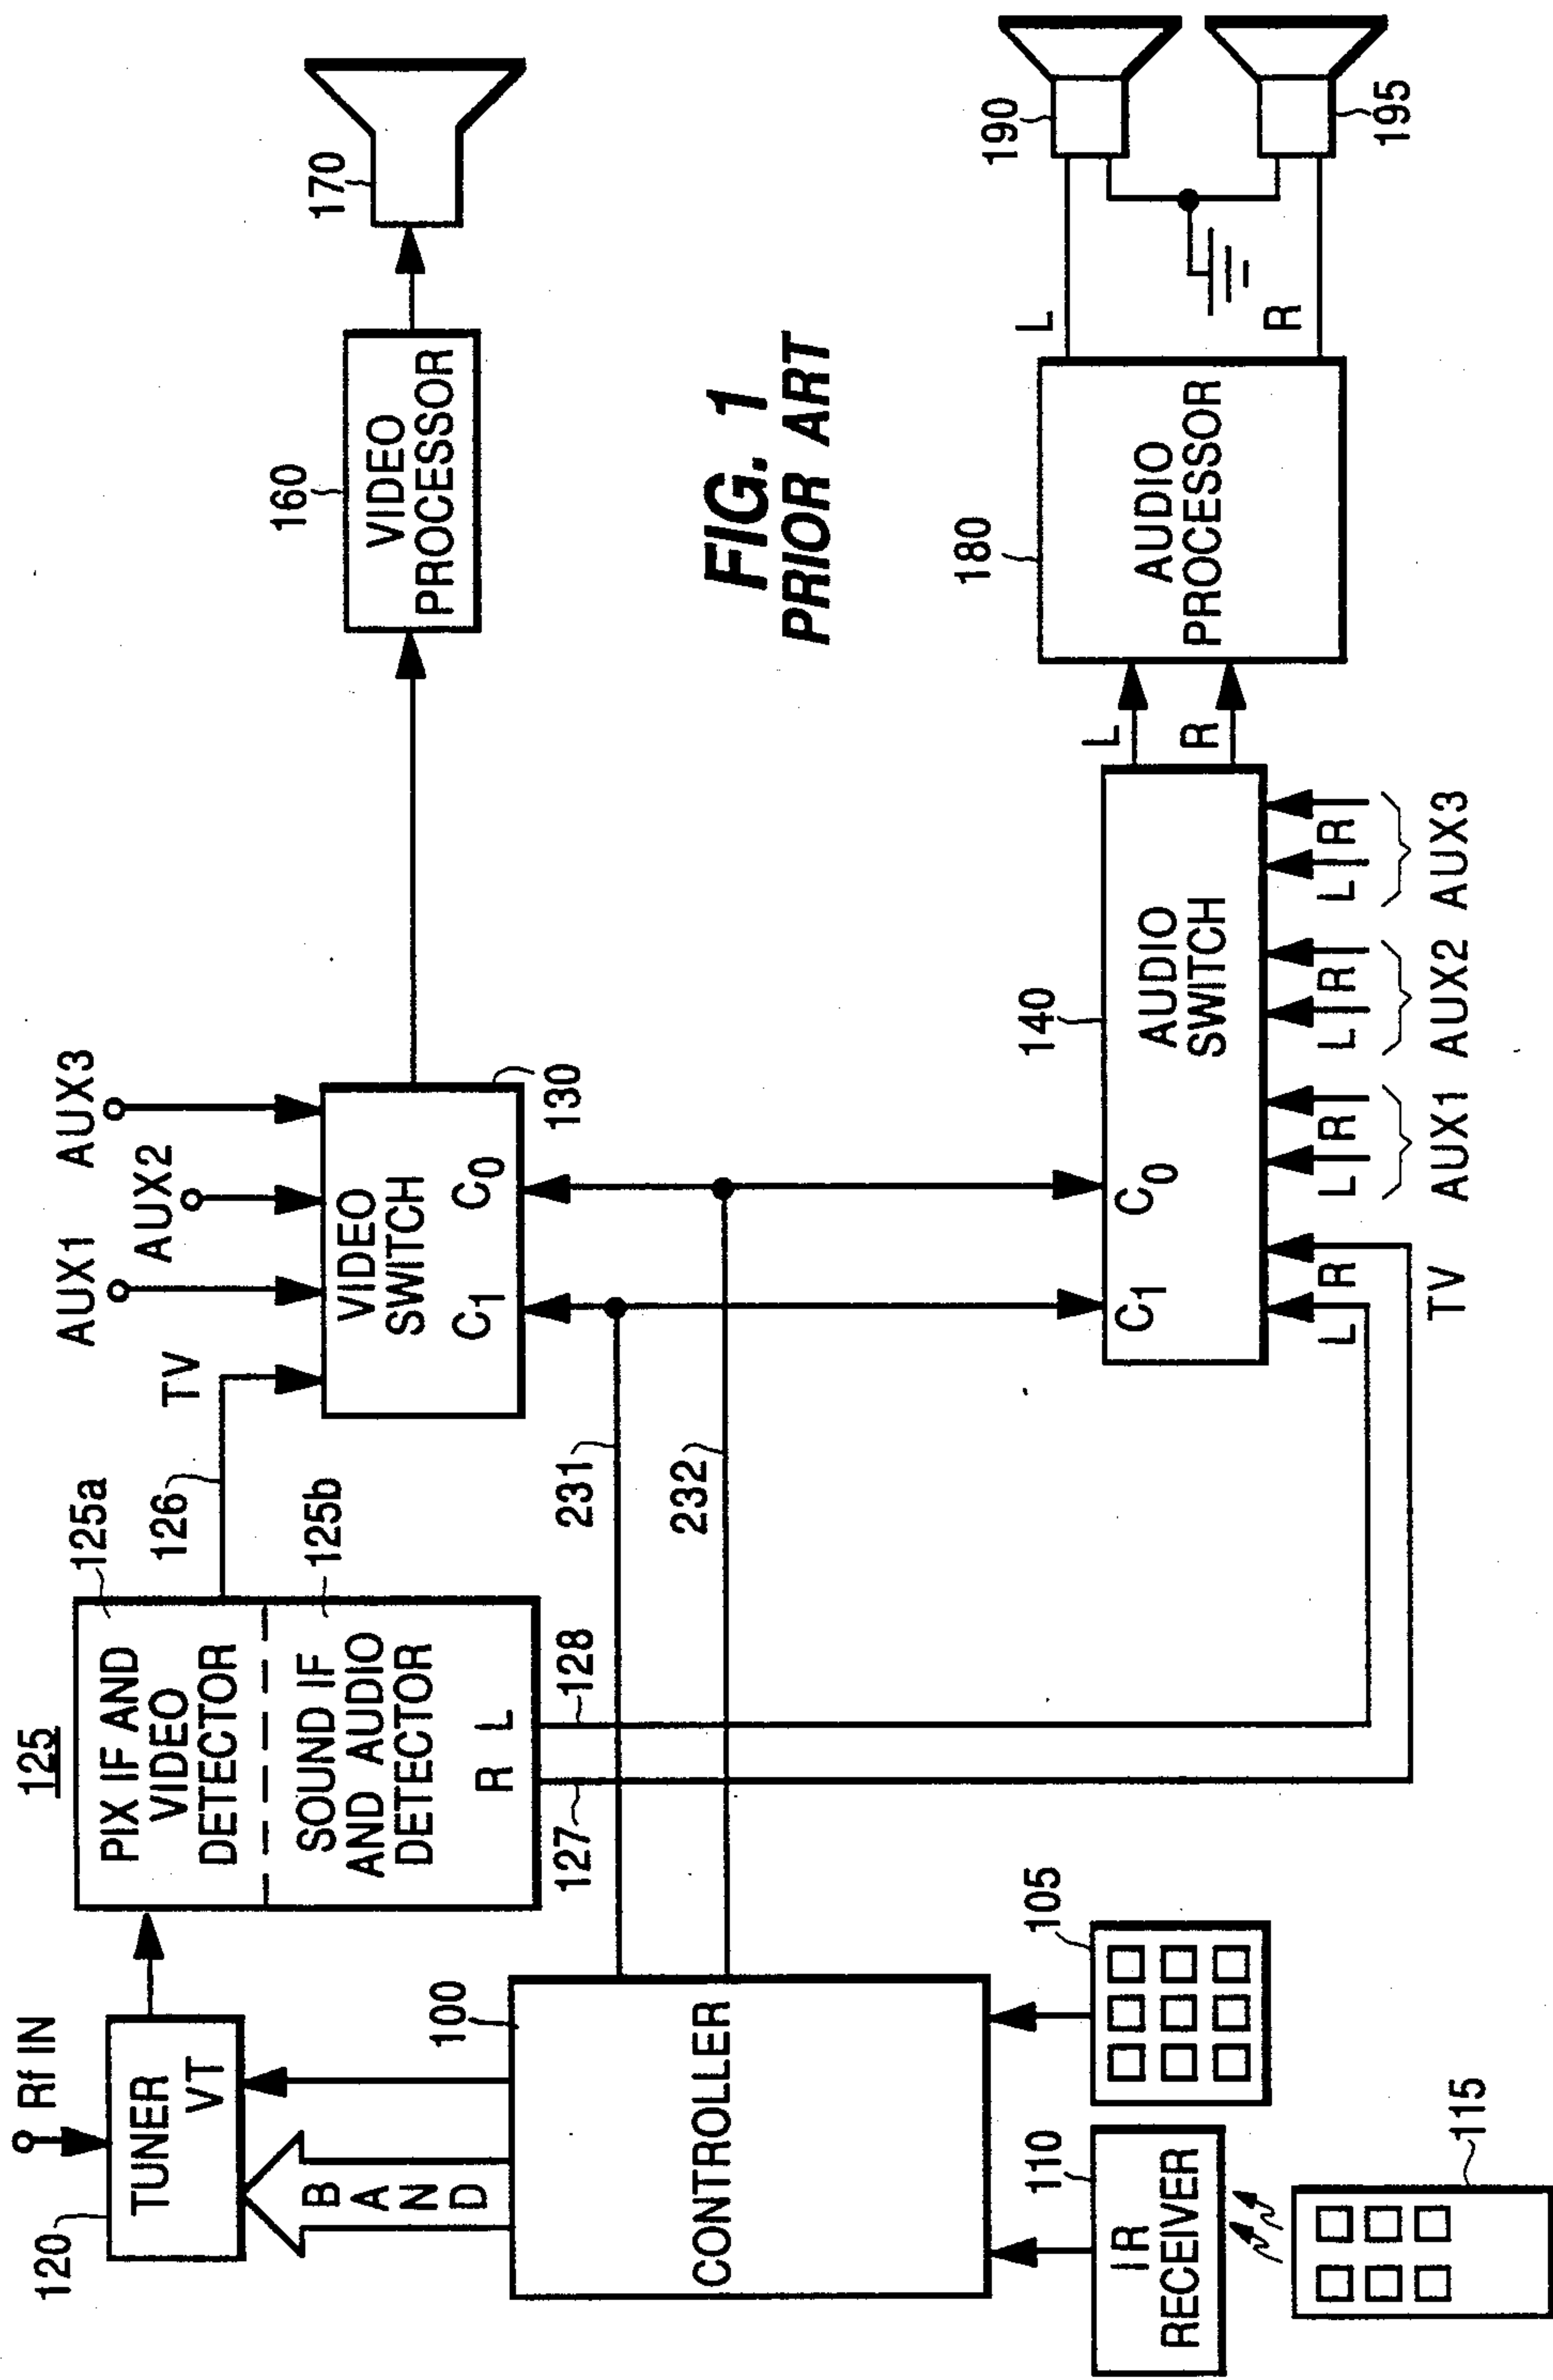 FIG. 1
PRIOR ART
Rf IN
120
TUNER
VT
BAND
125
125a
PIX IF AND
VIDEO
DETECTOR
125b
SOUND IF
AND AUDIO
DETECTOR
R L
126
TV
127
128
AUX1
AUX2
AUX3
VIDEO
SWITCH
C1 C0
130
160
VIDEO
PROCESSOR
170
100
CONTROLLER
231
232
105
110
IR
RECEIVER
115
140
C1 C0
AUDIO
SWITCH
L R
TV
L R
AUX1
L R
AUX2
L R
AUX3
L
R
180
AUDIO
PROCESSOR
L
R
190
195